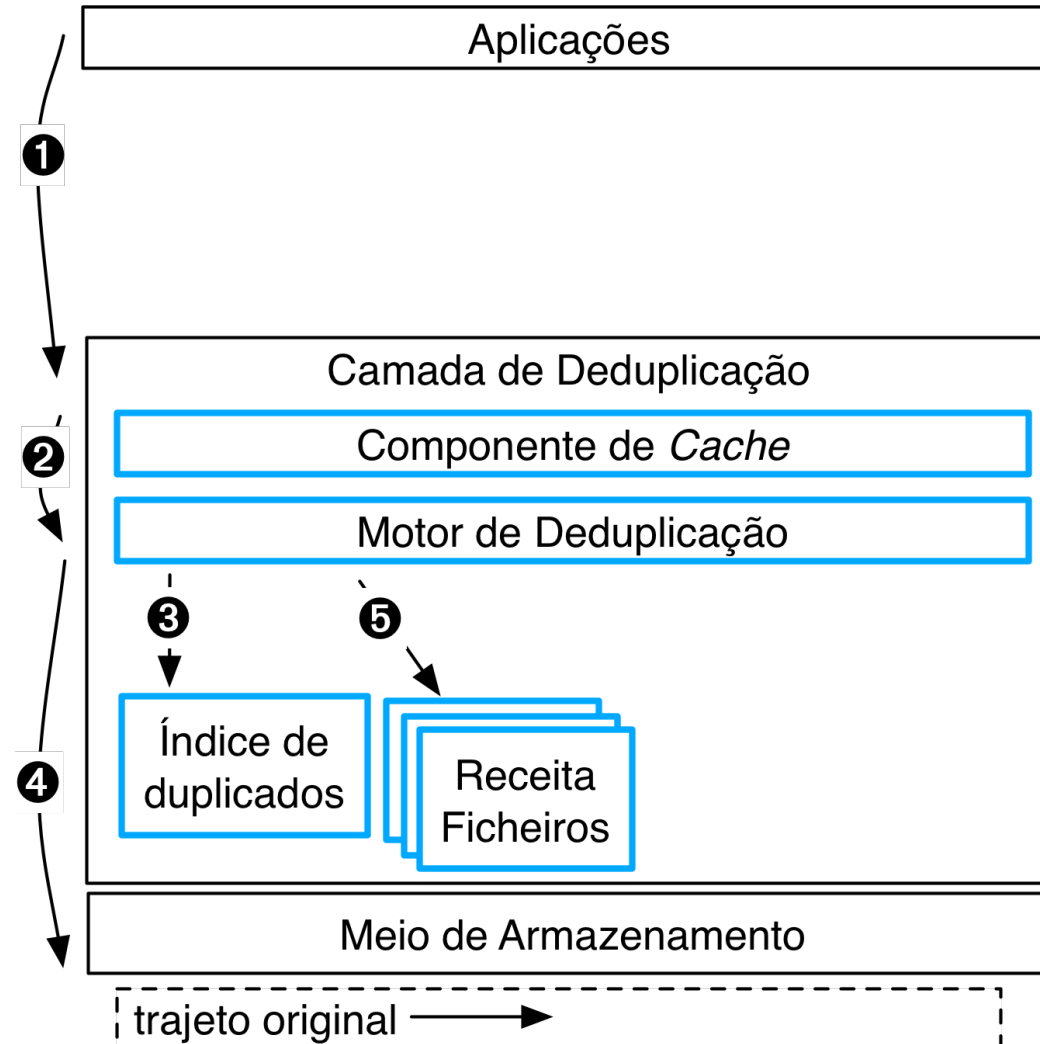 Aplicações
❶
Camada de Deduplicação
❷
Componente de Cache
Motor de Deduplicação
❸
❺
Índice de
duplicados
Receita
Ficheiros
❹
Meio de Armazenamento
trajeto original